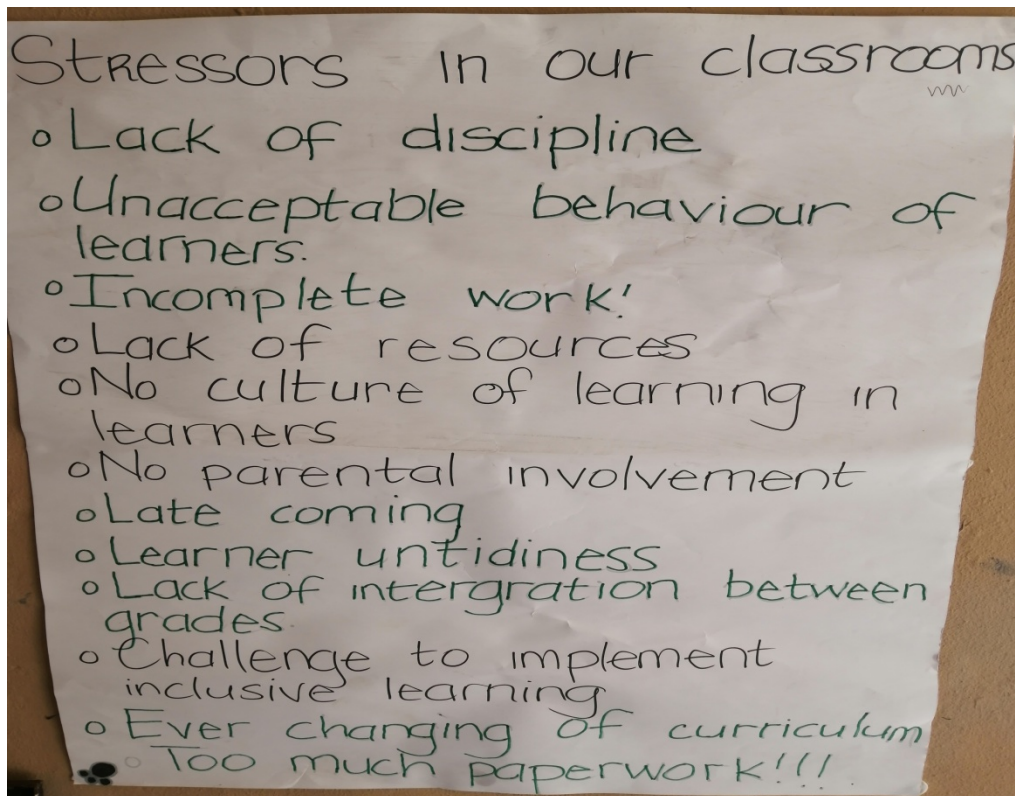 Stressors in our classrooms
o Lack of discipline
o Unacceptable behaviour of
learners.
o Incomplete work!
o Lack of resources
o No culture of learning in
learners
o No parental involvement
o Late coming
o Learner untidiness
o Lack of intergration between
grades.
o Challenge to implement
inclusive learning
o Ever changing of curriculum
o Too much paperwork!!!